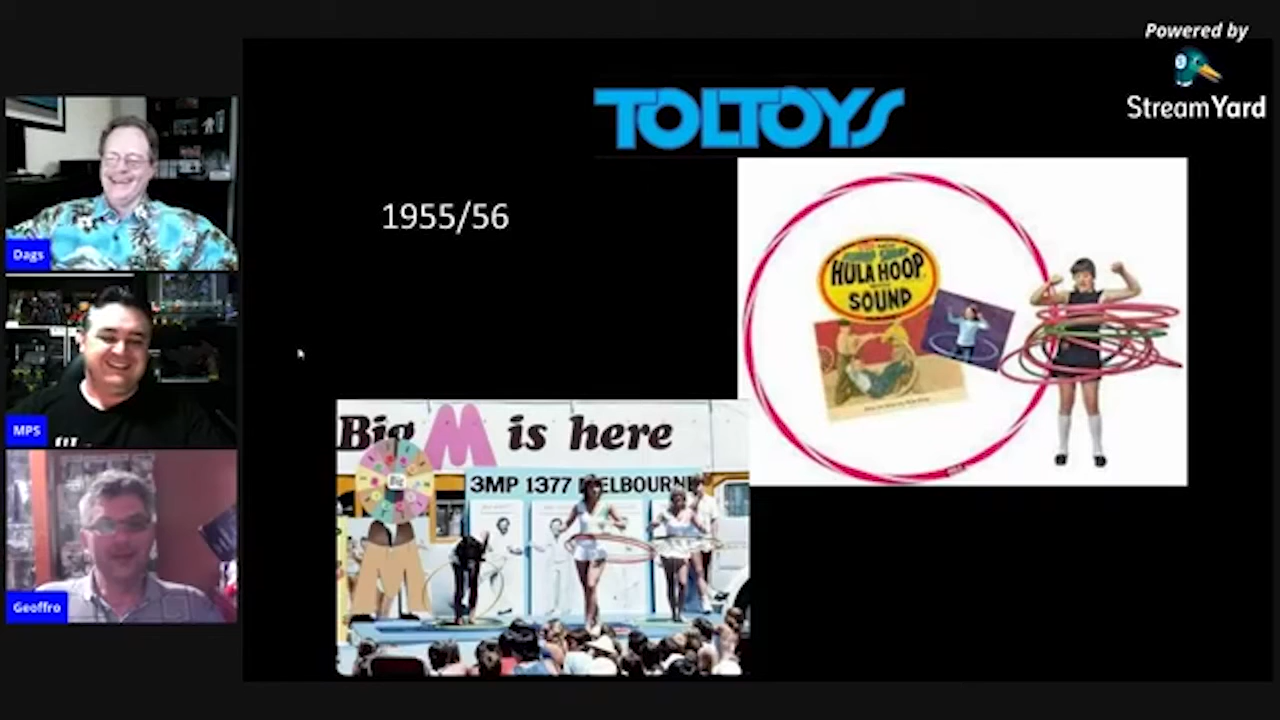 Powered by
StreamYard
TOLTOYS
1955/56
HULA HOOP
SOUND
Big M is here
3MP 1377 MELBOURNE
Dags
MPS
Geoffro